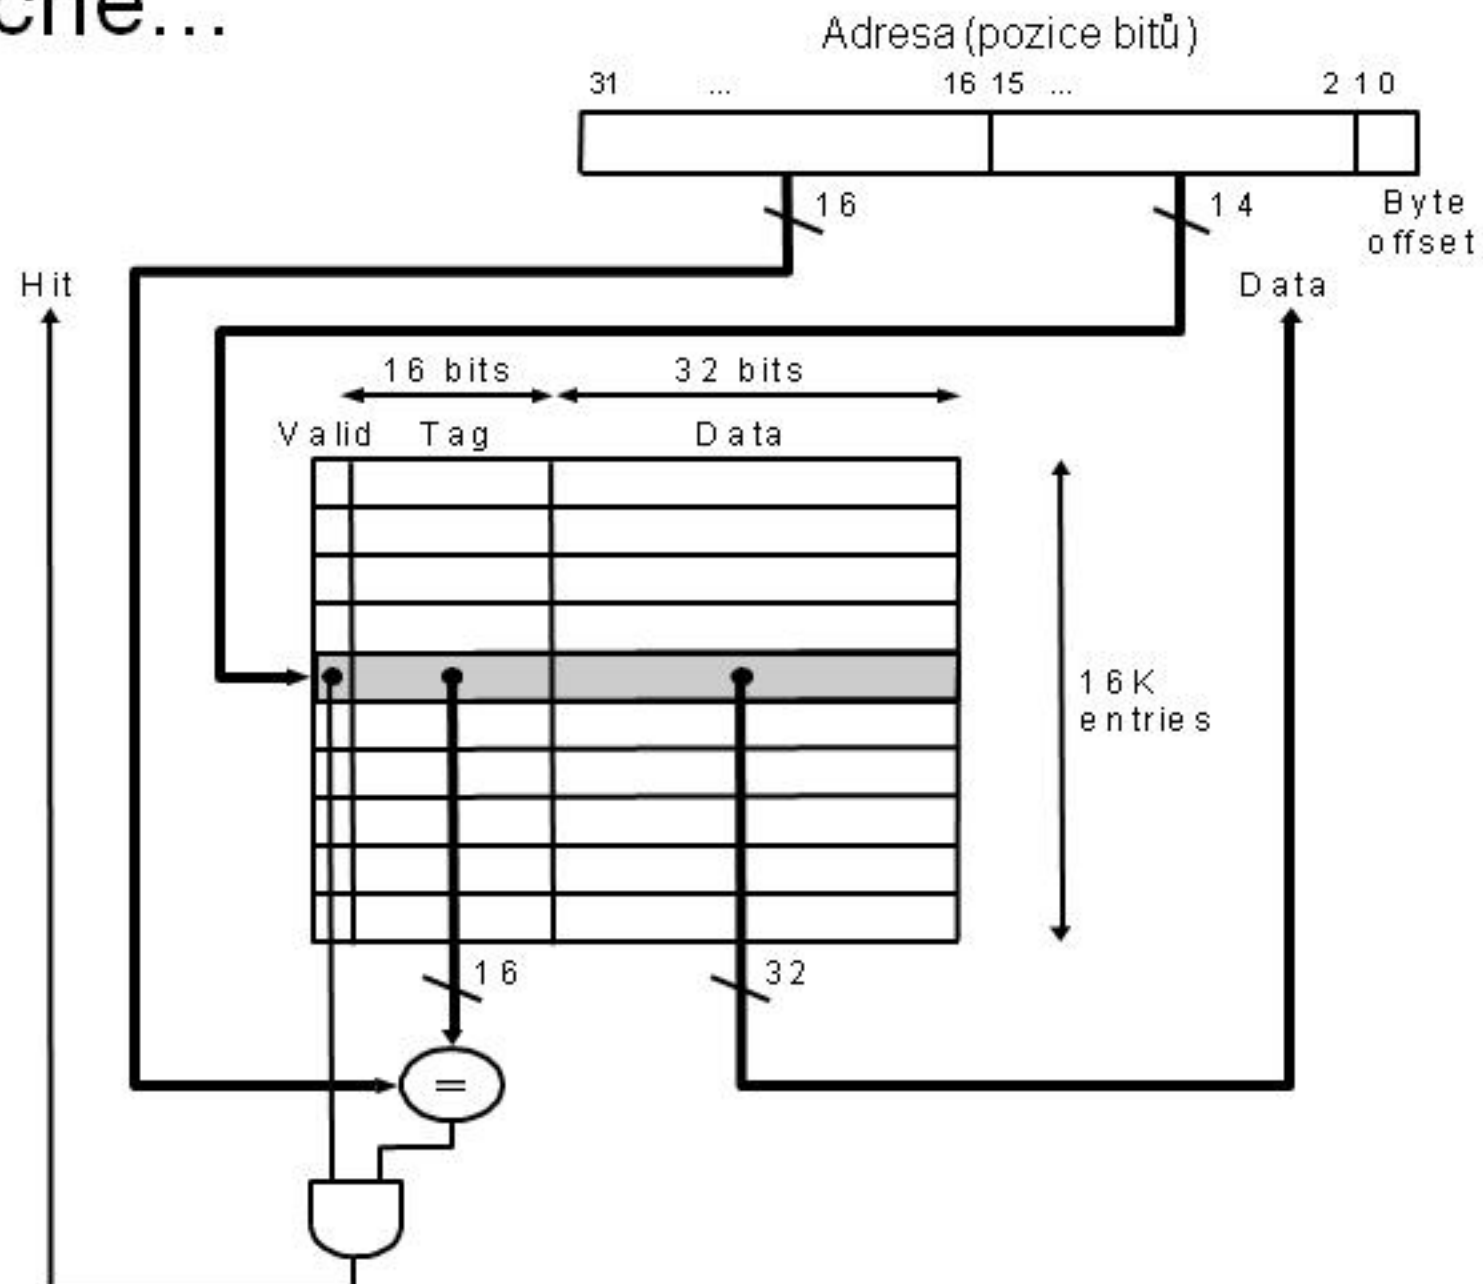 che...
Adresa (pozice bitů)
31 ... 16 15 ... 2 1 0
16
14
Byte
offset
Hit
Data
16 bits
32 bits
Valid Tag Data
16K
entries
16
32
=